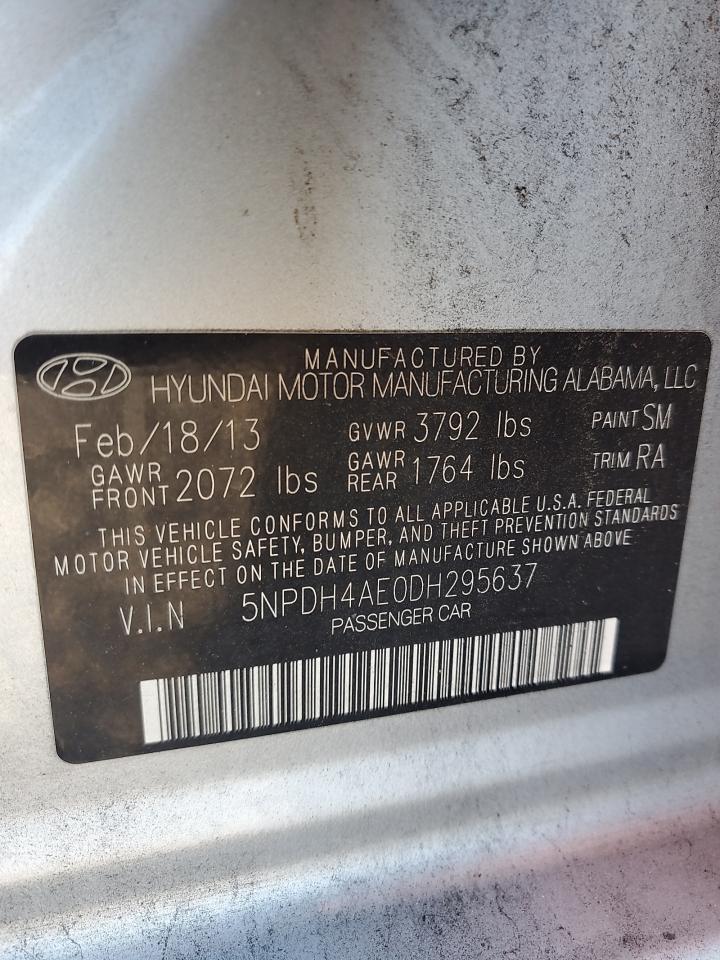 MANUFACTURED BY
HYUNDAI MOTOR MANUFACTURING ALABAMA, LLC
Feb/18/13 GVWR 3792 lbs PAINT SM
GAWR FRONT 2072 lbs GAWR REAR 1764 lbs TRIM RA
THIS VEHICLE CONFORMS TO ALL APPLICABLE U.S.A. FEDERAL
MOTOR VEHICLE SAFETY, BUMPER, AND THEFT PREVENTION STANDARDS
IN EFFECT ON THE DATE OF MANUFACTURE SHOWN ABOVE
V.I.N 5NPDH4AE0DH295637
PASSENGER CAR